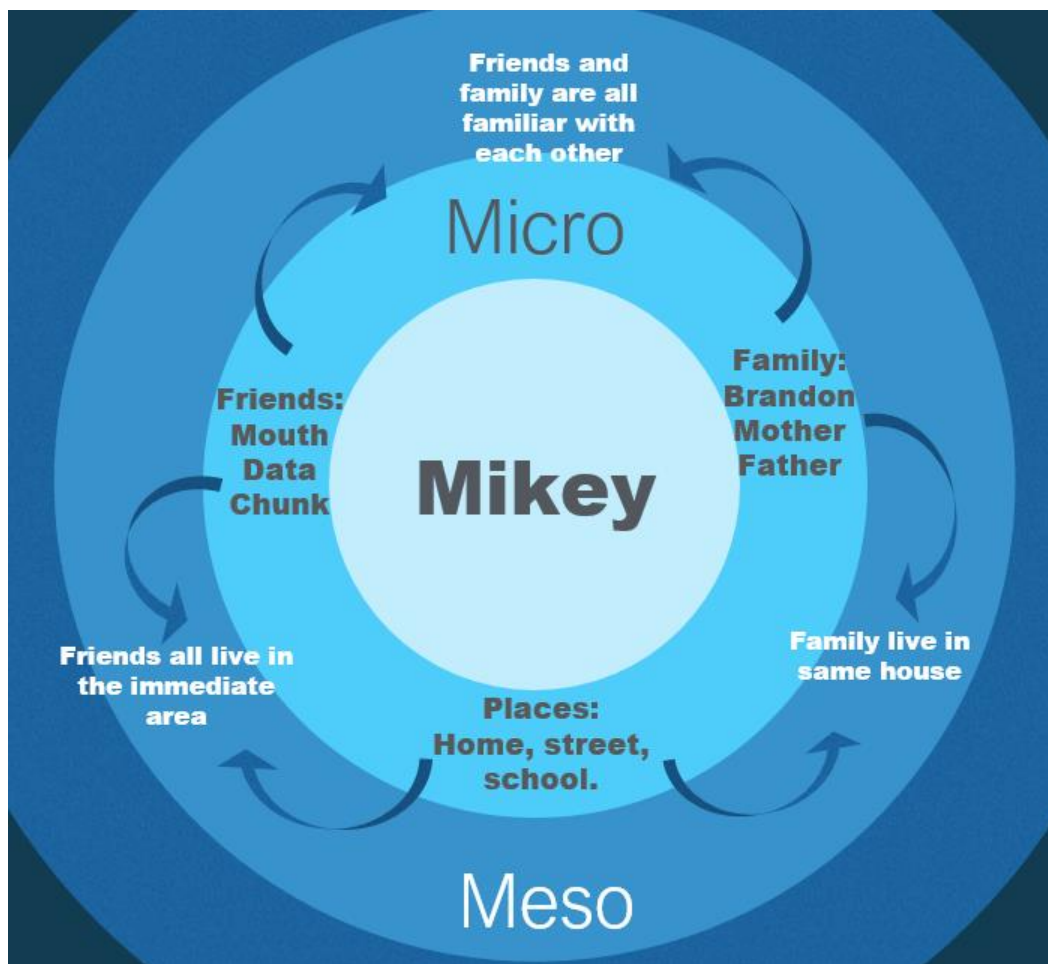 Friends and
family are all
familiar with
each other
Micro
Friends:
Mouth
Data
Chunk
Mikey
Family:
Brandon
Mother
Father
Friends all live in
the immediate
area
Places:
Home, street,
school.
Family live in
same house
Meso